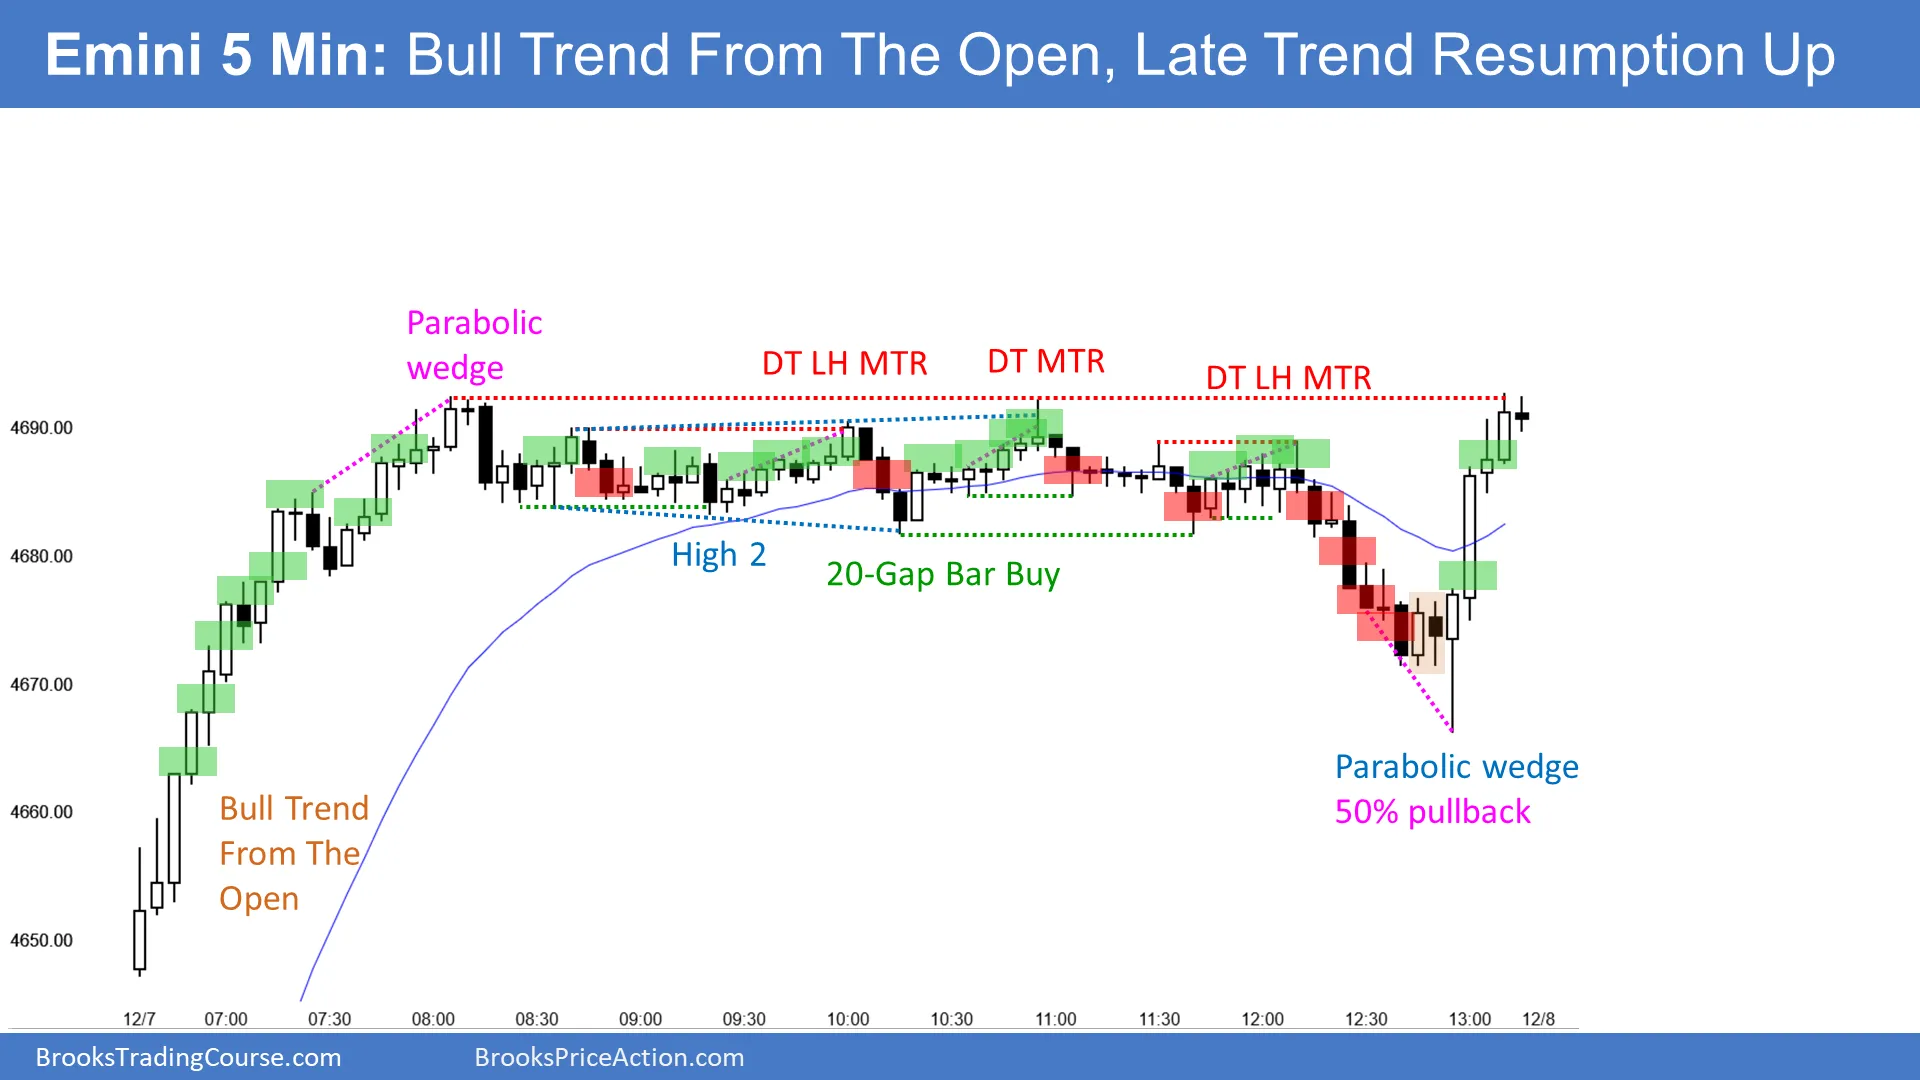 Emini 5 Min: Bull Trend From The Open, Late Trend Resumption Up
Parabolic
wedge
DT LH MTR
DT MTR
DT LH MTR
4690.00
4680.00
4670.00
4660.00
4650.00
High 2
20-Gap Bar Buy
Bull Trend
From The
Open
Parabolic wedge
50% pullback
12/7 07:00 07:30 08:00 08:30 09:00 09:30 10:00 10:30 11:00 11:30 12:00 12:30 13:00 12/8
BrooksTradingCourse.com
BrooksPriceAction.com